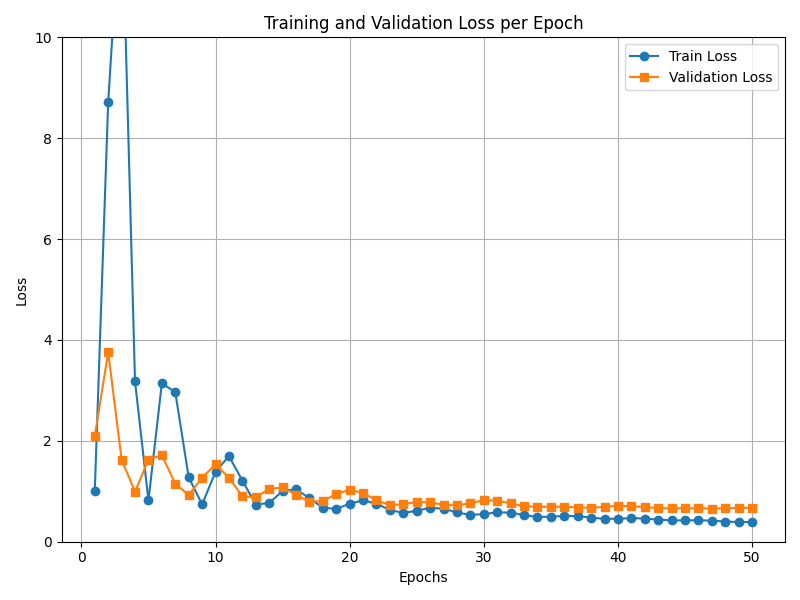 Training and Validation Loss per Epoch
Train Loss
Validation Loss
10
8
6
4
2
0
Loss
0 10 20 30 40 50
Epochs